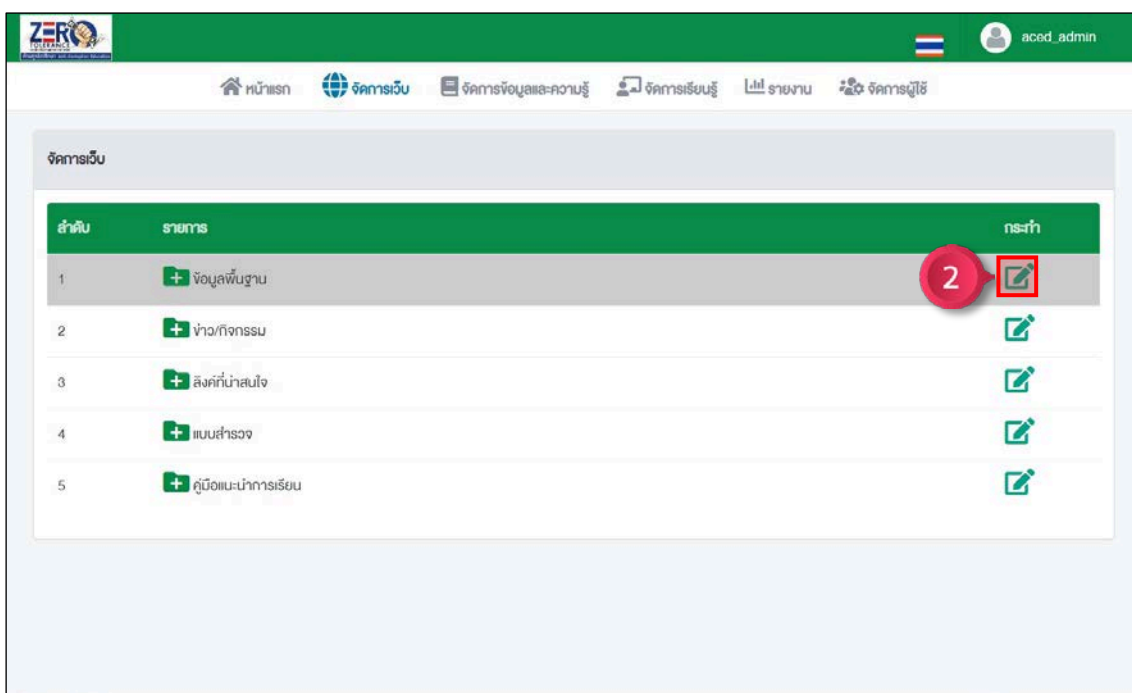 ZERO
TOLERANCE
aced_admin
หน้าแรก จัดการเว็บ จัดการข้อมูลและความรู้ จัดการเรียนรู้ รายงาน จัดการผู้ใช้
จัดการเว็บ
ลำดับ รายการ กระทำ
1 ข้อมูลพื้นฐาน 2
2 ข่าว/กิจกรรม
3 ลิงค์ที่น่าสนใจ
4 แบบสำรวจ
5 คู่มือแนะนำการเรียน